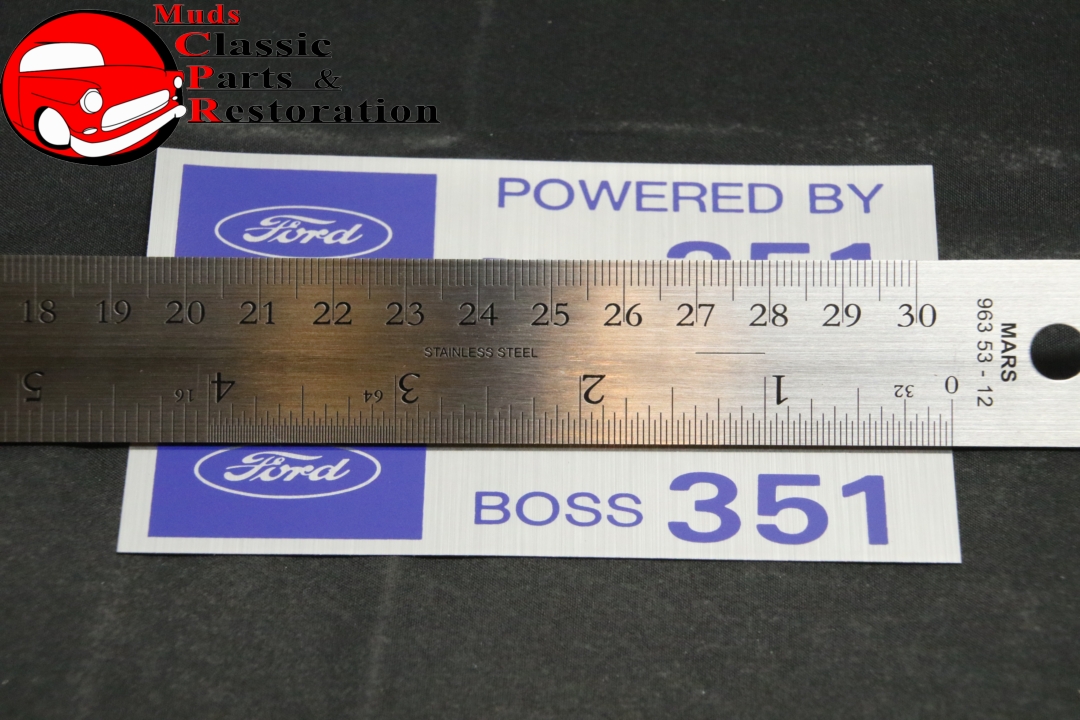 Muds
Classic
Parts &
Restoration
Ford
POWERED BY
351
18 19 20 21 22 23 24 25 26 27 28 29 30
STAINLESS STEEL
MARS
963 53 - 12
5 16 4 64 3 2 1 32 0
Ford
BOSS 351